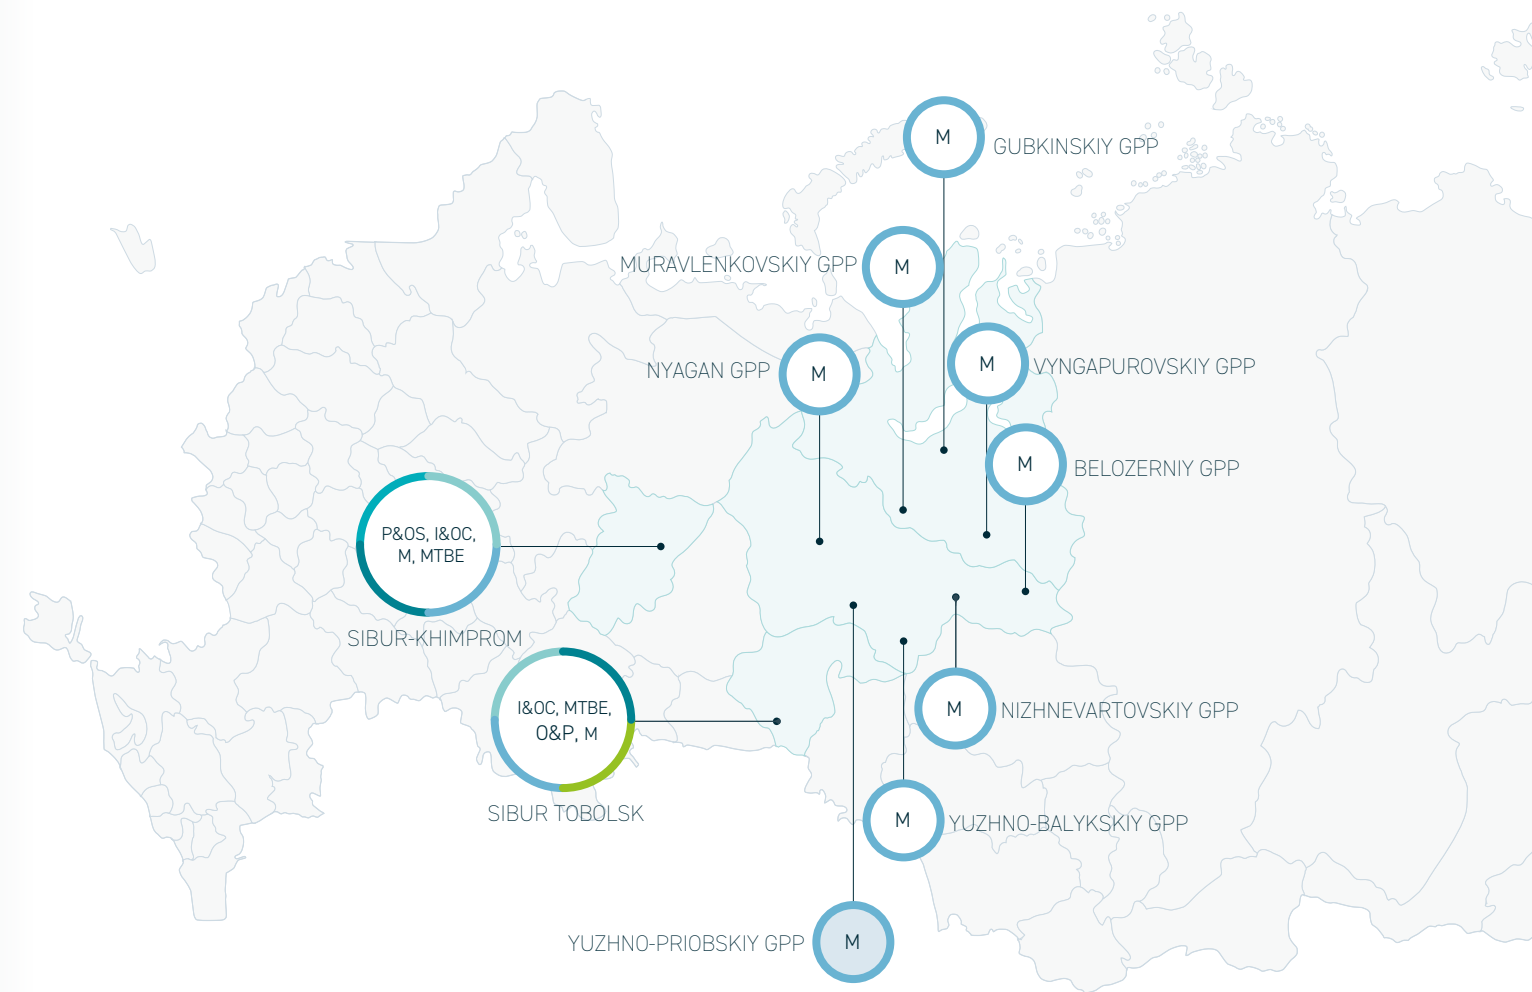 M
GUBKINSKIY GPP
MURAVLENKOVSKIY GPP
M
NYAGAN GPP
M
M
VYNGAPUROVSKIY GPP
M
BELOZERNIY GPP
P&OS, I&OC,
M, MTBE
SIBUR-KHIMPROM
I&OC, MTBE,
O&P, M
SIBUR TOBOLSK
M
NIZHNEVARTOVSKIY GPP
M
YUZHNO-BALYKSKIY GPP
YUZHNO-PRIOBSKIY GPP
M